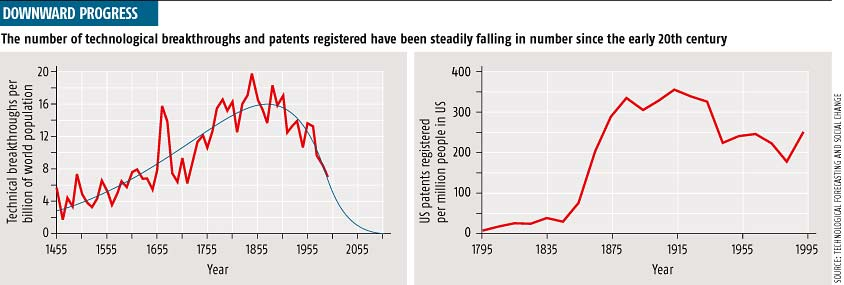 DOWNWARD PROGRESS
The number of technological breakthroughs and patents registered have been steadily falling in number since the early 20th century
Technical breakthroughs per
billion of world population
20
16
12
8
4
0
1455
1555
1655
1755
1855
1955
2055
Year
US patents registered
per million people in US
400
300
200
100
0
1795
1835
1875
1915
1955
1995
Year
SOURCE: TECHNOLOGICAL FORECASTING AND SOCIAL CHANGE